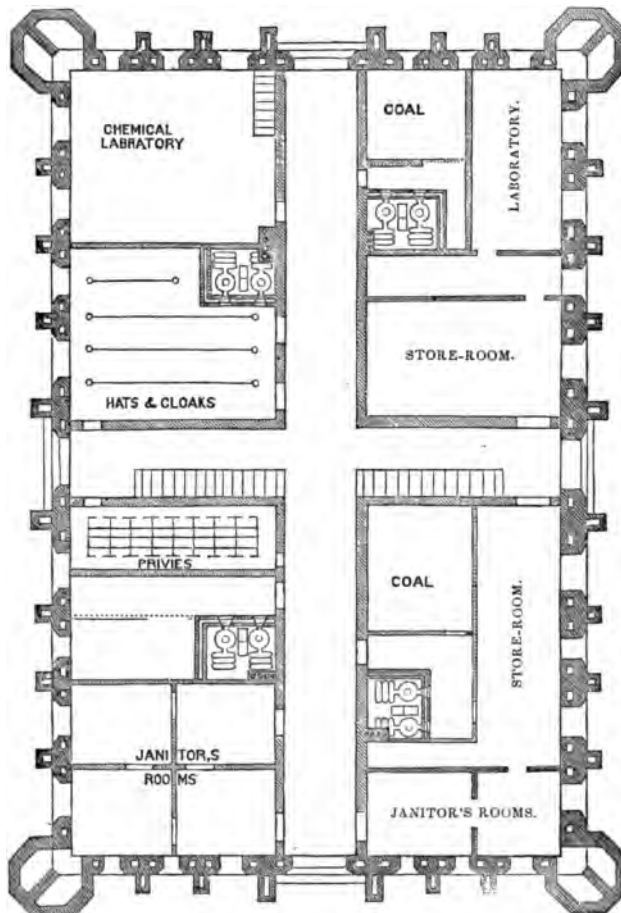 CHEMICAL
LABRATORY
COAL
LABORATORY.
STORE-ROOM.
HATS & CLOAKS
PRIVIES
COAL
STORE-ROOM.
JANITOR,S
ROOMS
JANITOR'S ROOMS.